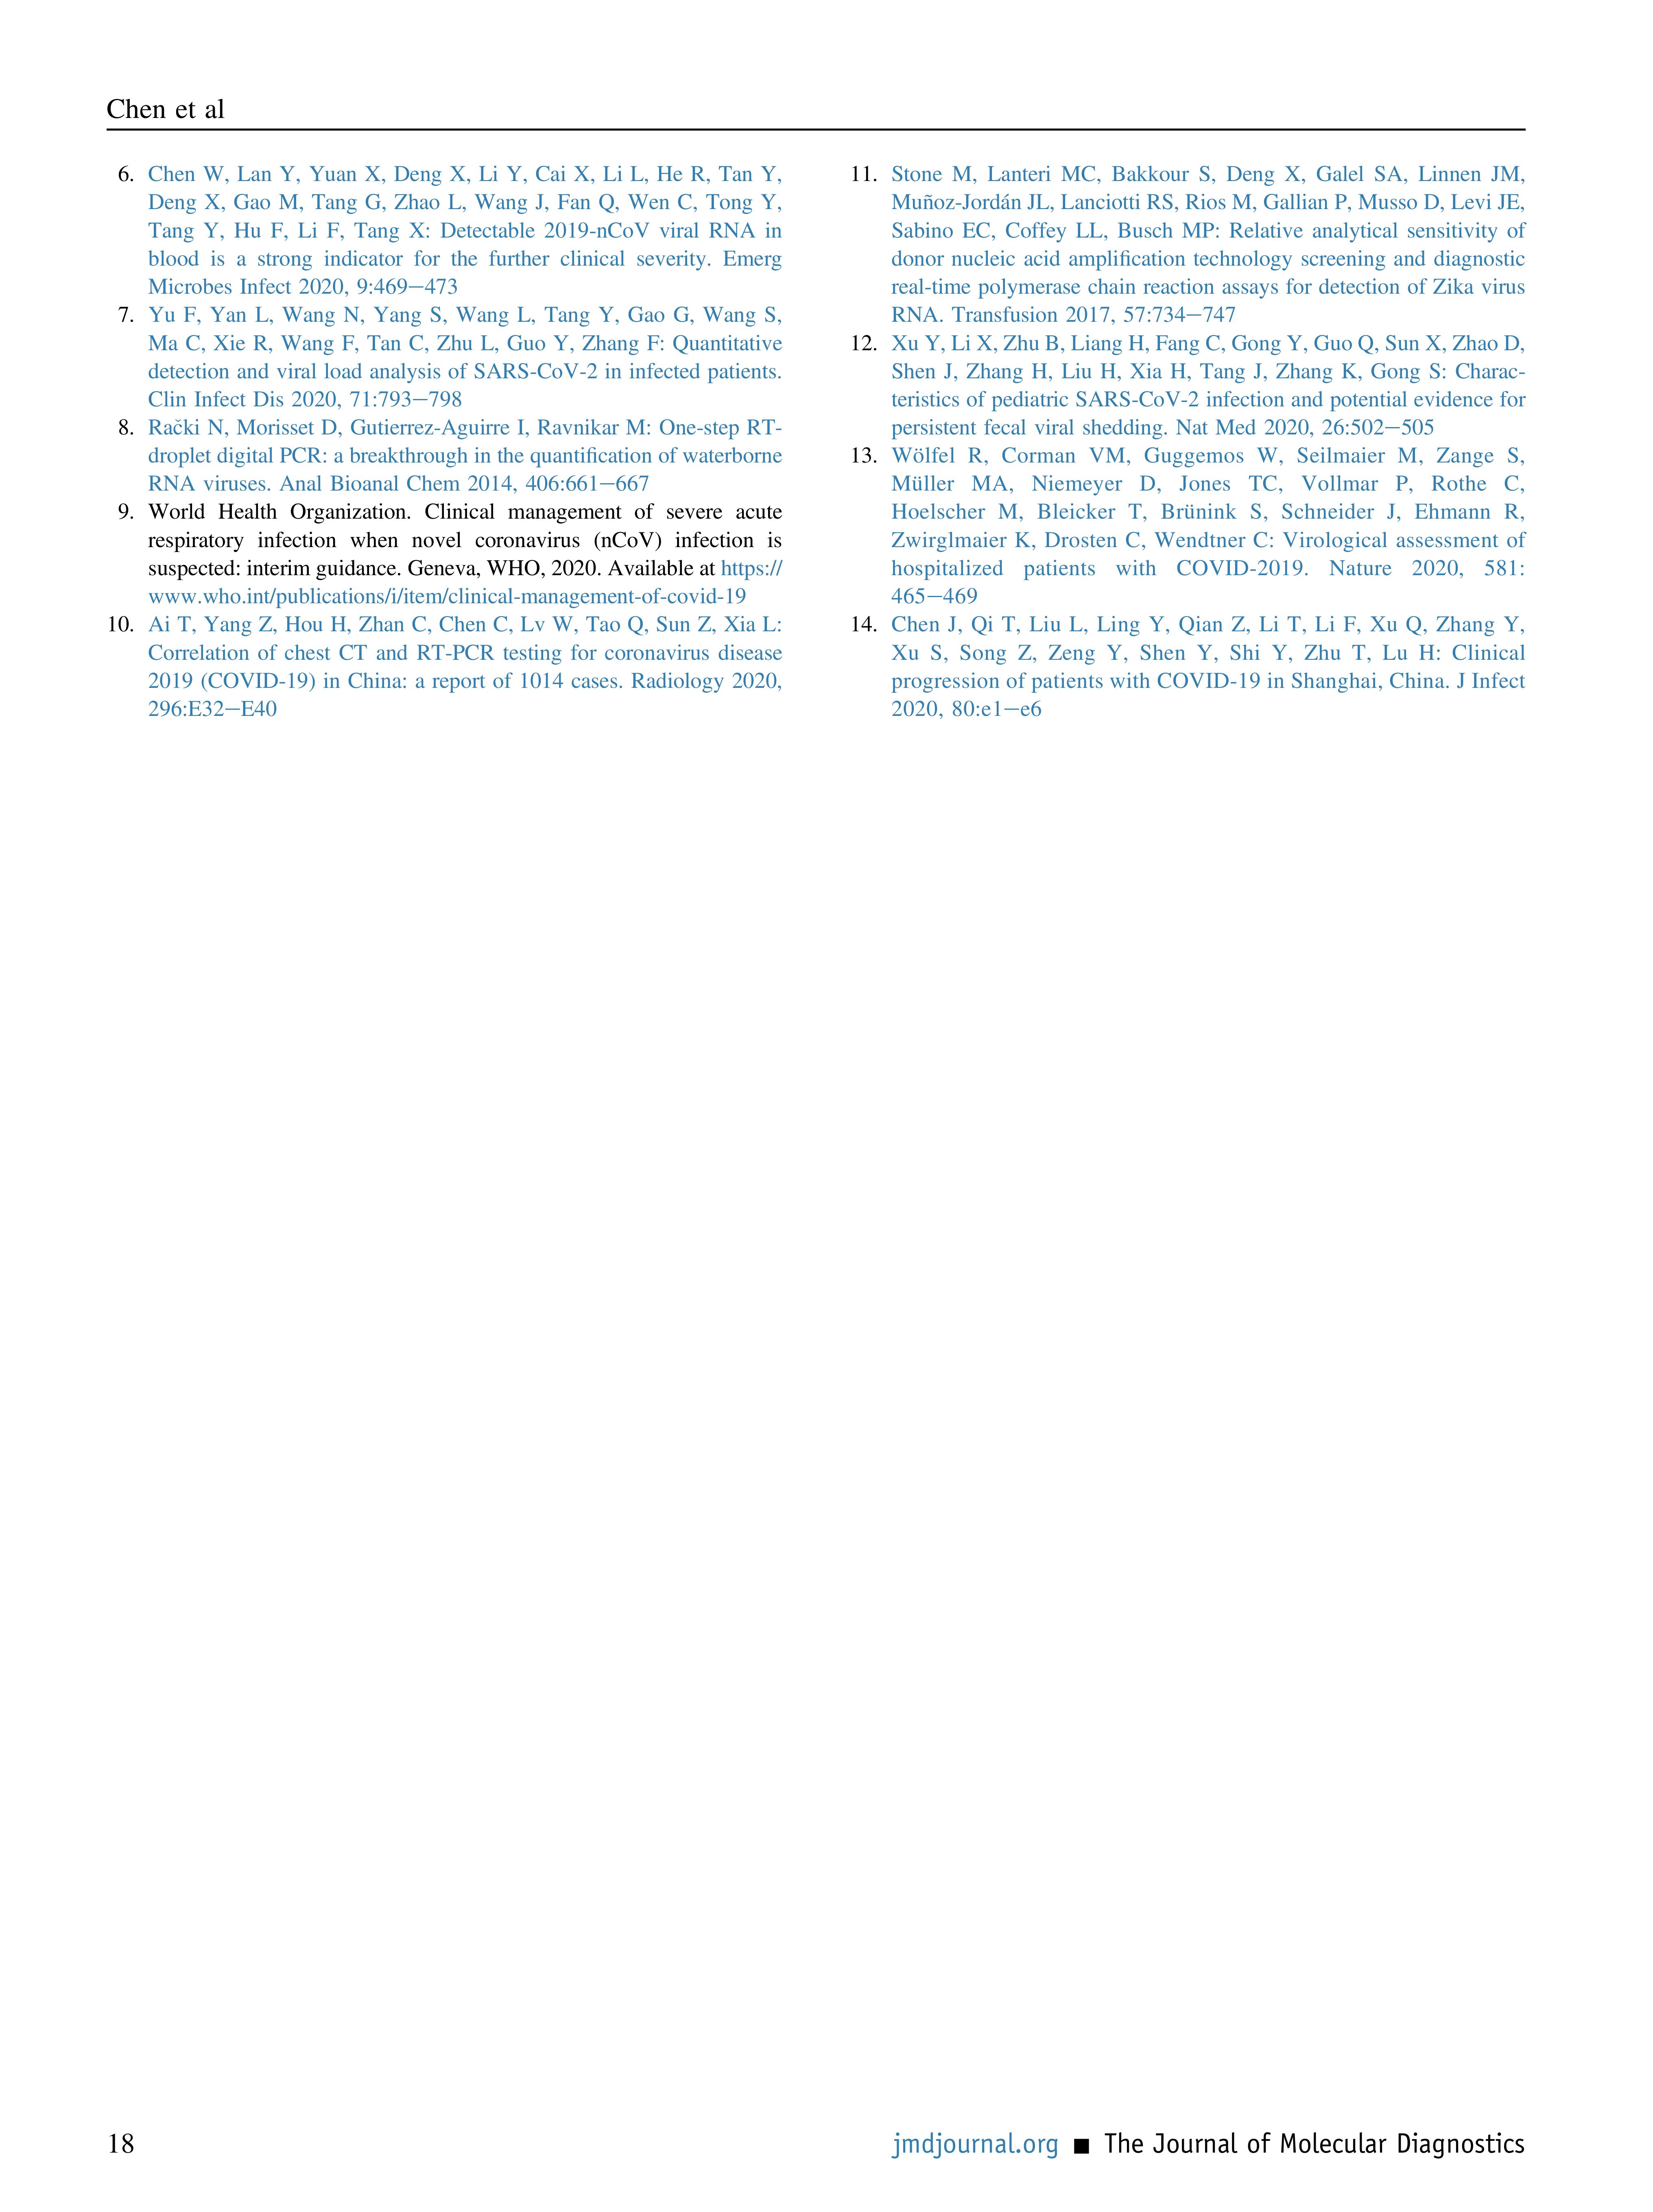 Chen et al
6. Chen W, Lan Y, Yuan X, Deng X, Li Y, Cai X, Li L, He R, Tan Y,
Deng X, Gao M, Tang G, Zhao L, Wang J, Fan Q, Wen C, Tong Y,
Tang Y, Hu F, Li F, Tang X: Detectable 2019-nCoV viral RNA in
blood is a strong indicator for the further clinical severity. Emerg
Microbes Infect 2020, 9:469–473
7. Yu F, Yan L, Wang N, Yang S, Wang L, Tang Y, Gao G, Wang S,
Ma C, Xie R, Wang F, Tan C, Zhu L, Guo Y, Zhang F: Quantitative
detection and viral load analysis of SARS-CoV-2 in infected patients.
Clin Infect Dis 2020, 71:793–798
8. Rački N, Morisset D, Gutierrez-Aguirre I, Ravnikar M: One-step RT-
droplet digital PCR: a breakthrough in the quantification of waterborne
RNA viruses. Anal Bioanal Chem 2014, 406:661–667
9. World Health Organization. Clinical management of severe acute
respiratory infection when novel coronavirus (nCoV) infection is
suspected: interim guidance. Geneva, WHO, 2020. Available at https://
www.who.int/publications/i/item/clinical-management-of-covid-19
10. Ai T, Yang Z, Hou H, Zhan C, Chen C, Lv W, Tao Q, Sun Z, Xia L:
Correlation of chest CT and RT-PCR testing for coronavirus disease
2019 (COVID-19) in China: a report of 1014 cases. Radiology 2020,
296:E32–E40
11. Stone M, Lanteri MC, Bakkour S, Deng X, Galel SA, Linnen JM,
Muñoz-Jordán JL, Lanciotti RS, Rios M, Gallian P, Musso D, Levi JE,
Sabino EC, Coffey LL, Busch MP: Relative analytical sensitivity of
donor nucleic acid amplification technology screening and diagnostic
real-time polymerase chain reaction assays for detection of Zika virus
RNA. Transfusion 2017, 57:734–747
12. Xu Y, Li X, Zhu B, Liang H, Fang C, Gong Y, Guo Q, Sun X, Zhao D,
Shen J, Zhang H, Liu H, Xia H, Tang J, Zhang K, Gong S: Charac-
teristics of pediatric SARS-CoV-2 infection and potential evidence for
persistent fecal viral shedding. Nat Med 2020, 26:502–505
13. Wölfel R, Corman VM, Guggemos W, Seilmaier M, Zange S,
Müller MA, Niemeyer D, Jones TC, Vollmar P, Rothe C,
Hoelscher M, Bleicker T, Brünink S, Schneider J, Ehmann R,
Zwirglmaier K, Drosten C, Wendtner C: Virological assessment of
hospitalized patients with COVID-2019. Nature 2020, 581:
465–469
14. Chen J, Qi T, Liu L, Ling Y, Qian Z, Li T, Li F, Xu Q, Zhang Y,
Xu S, Song Z, Zeng Y, Shen Y, Shi Y, Zhu T, Lu H: Clinical
progression of patients with COVID-19 in Shanghai, China. J Infect
2020, 80:e1–e6
18
jmdjournal.org ■ The Journal of Molecular Diagnostics